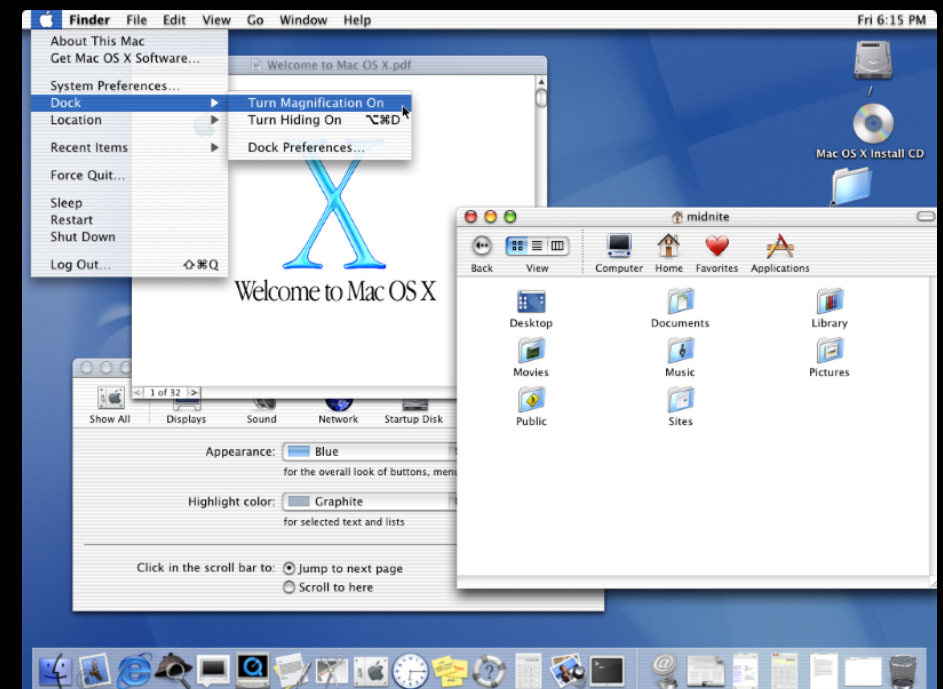 Finder File Edit View Go Window Help
Fri 6:15 PM
About This Mac
Get Mac OS X Software...
System Preferences...
Dock
Location
Recent Items
Force Quit...
Sleep
Restart
Shut Down
Log Out... ⇧⌘Q
Turn Magnification On
Turn Hiding On ⌥⌘D
Dock Preferences...
Welcome to Mac OS X.pdf
X
Welcome to Mac OS X
1 of 32
/
Mac OS X Install CD
midnite
Back View Computer Home Favorites Applications
Desktop Documents Library
Movies Music Pictures
Public Sites
Show All Displays Sound Network Startup Disk
Appearance: Blue
for the overall look of buttons, menu
Highlight color: Graphite
for selected text and lists
Click in the scroll bar to: Jump to next page
Scroll to here